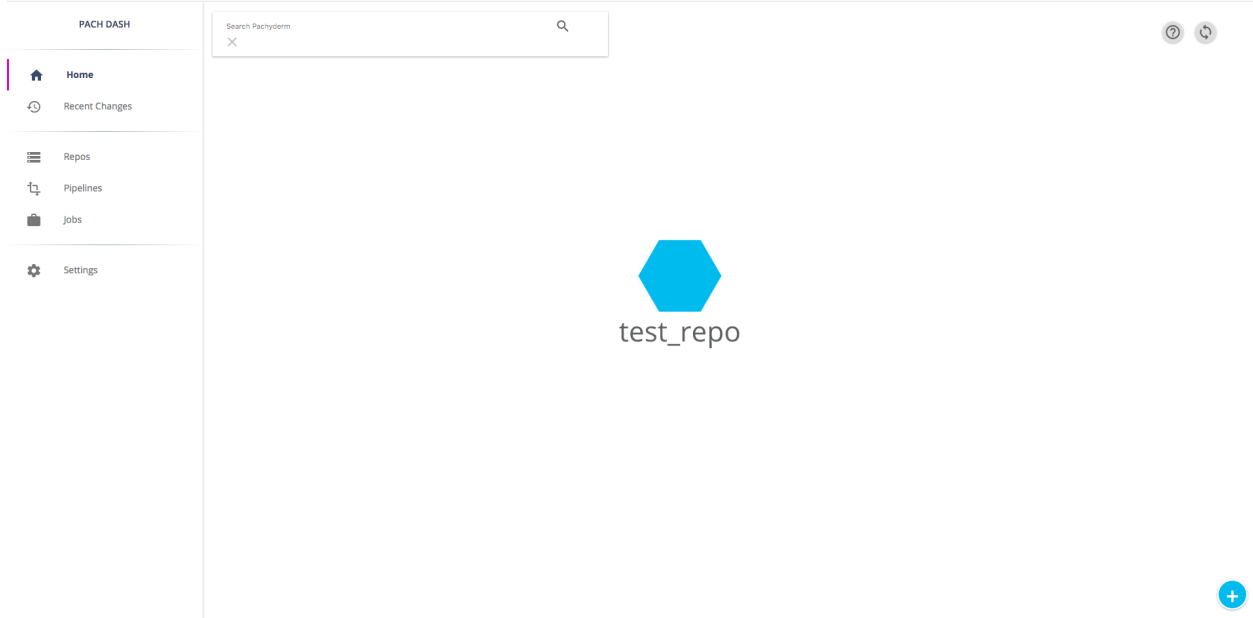 PACH DASH
Search Pachyderm
Home
Recent Changes
Repos
Pipelines
Jobs
Settings
test_repo